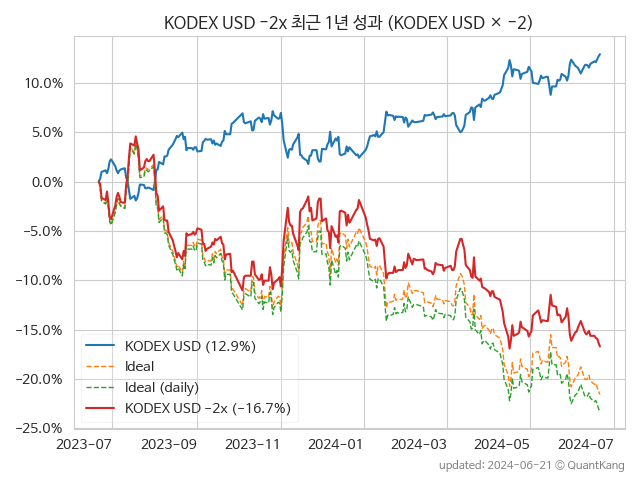 KODEX USD −2x 최근 1년 성과 (KODEX USD × −2)
10.0%
5.0%
0.0%
−5.0%
−10.0%
−15.0%
−20.0%
−25.0%
KODEX USD (12.9%)
Ideal
Ideal (daily)
KODEX USD −2x (−16.7%)
2023-07 2023-09 2023-11 2024-01 2024-03 2024-05 2024-07
updated: 2024-06-21 © QuantKang